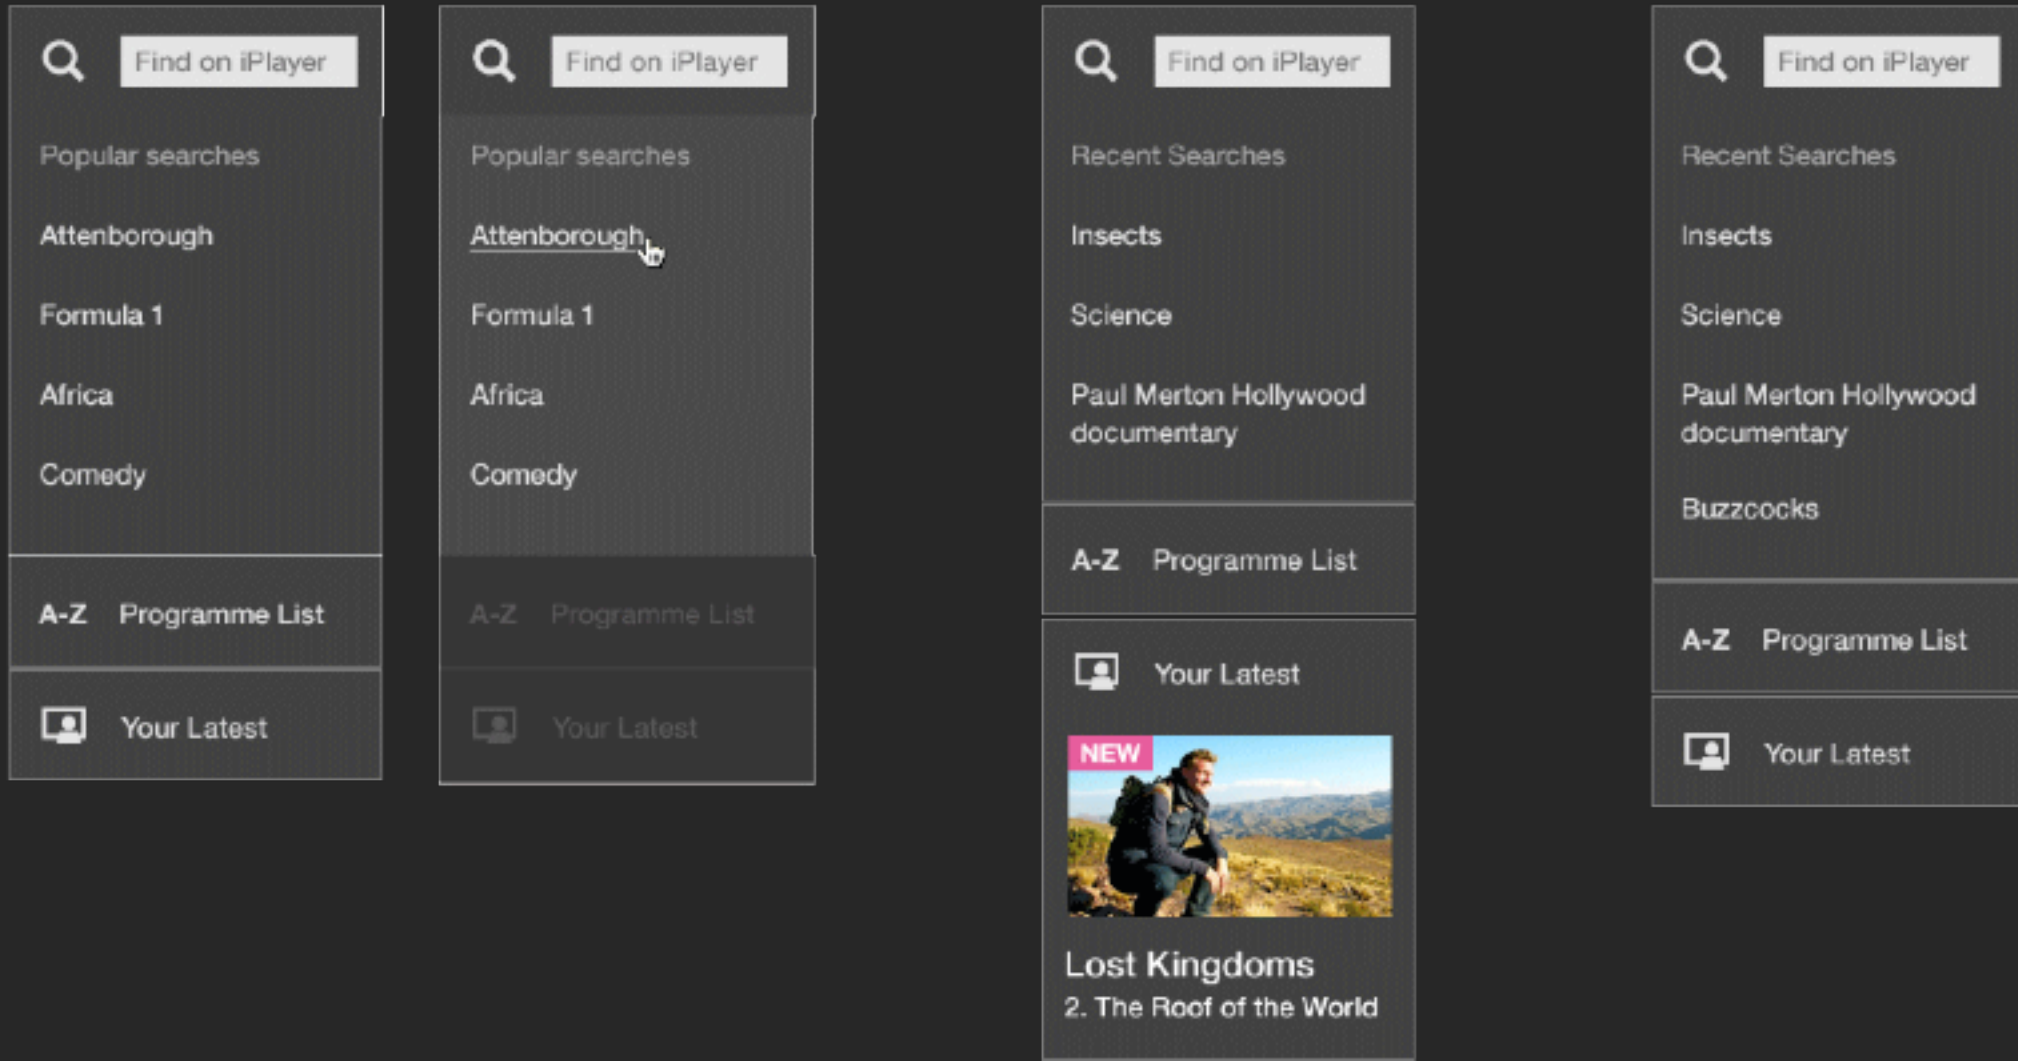 Find on iPlayer
Popular searches
Attenborough
Formula 1
Africa
Comedy
A-Z Programme List
Your Latest
Find on iPlayer
Popular searches
Attenborough
Formula 1
Africa
Comedy
A-Z Programme List
Your Latest
Find on iPlayer
Recent Searches
Insects
Science
Paul Merton Hollywood
documentary
A-Z Programme List
Your Latest
NEW
Lost Kingdoms
2. The Roof of the World
Find on iPlayer
Recent Searches
Insects
Science
Paul Merton Hollywood
documentary
Buzzcocks
A-Z Programme List
Your Latest